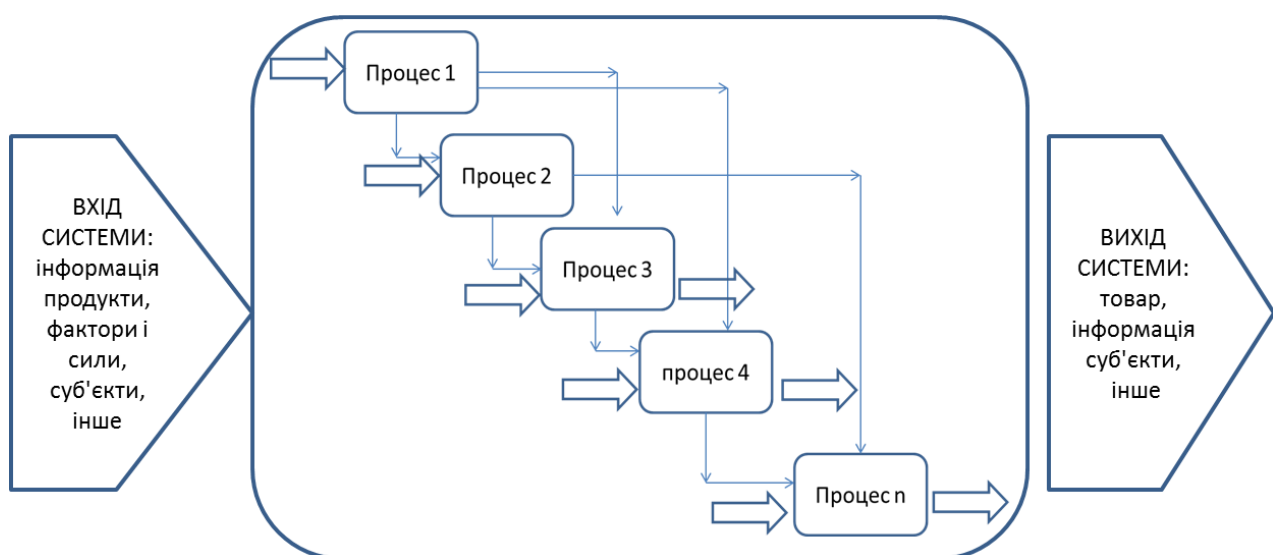 ВХІД
СИСТЕМИ:
інформація
продукти,
фактори і
сили,
суб'єкти,
інше
Процес 1
Процес 2
Процес 3
процес 4
Процес n
ВИХІД
СИСТЕМИ:
товар,
інформація
суб'єкти,
інше